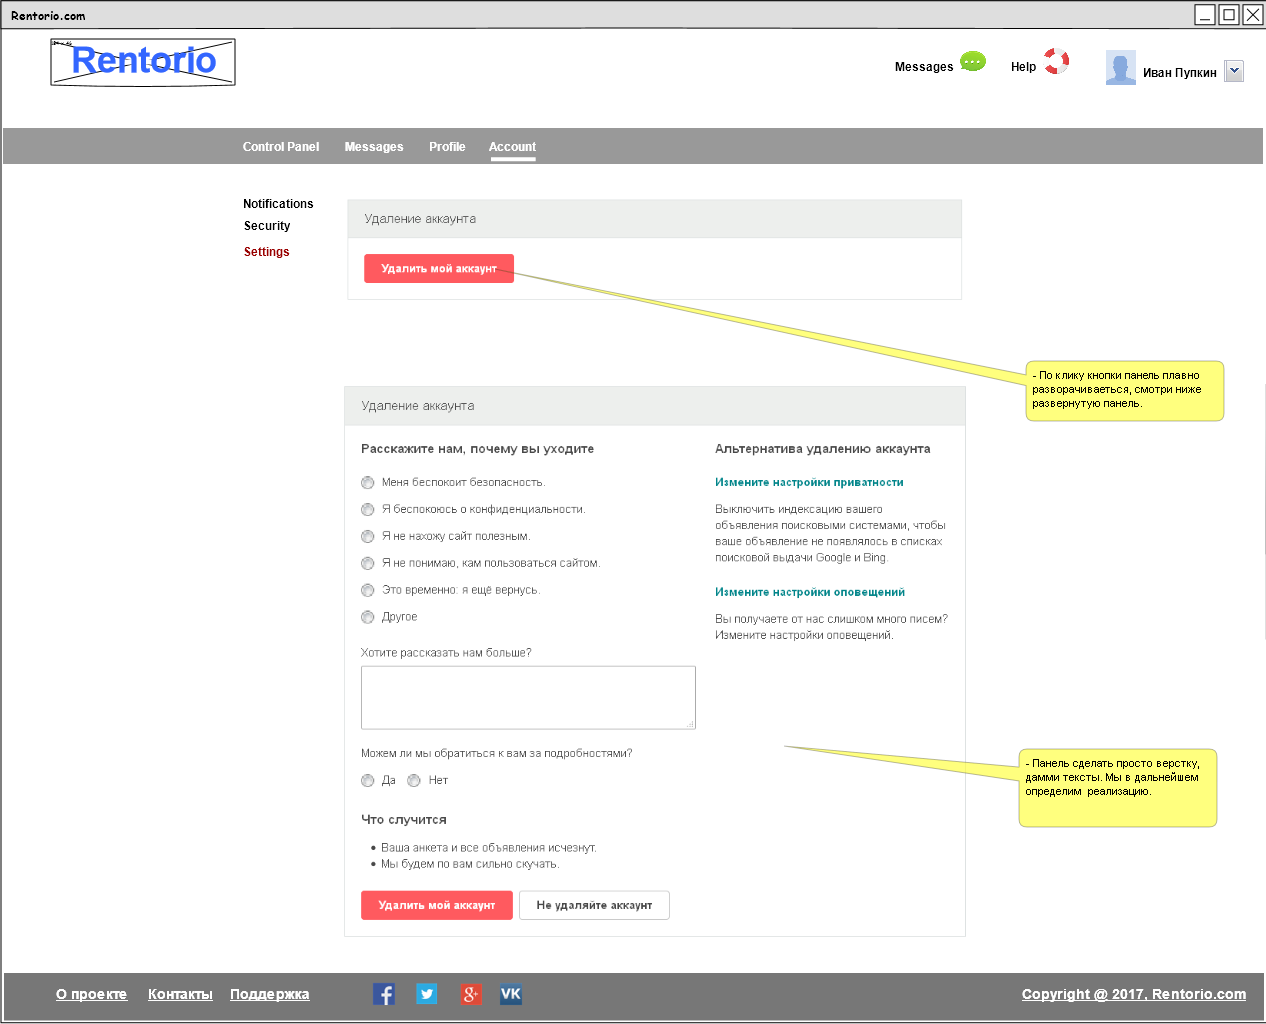 Rentorio.com
Rentorio
Messages
Help
Иван Пупкин
Control Panel
Messages
Profile
Account
Notifications
Security
Settings
Удаление аккаунта
Удалить мой аккаунт
- По клику кнопки панель плавно
разворачиваеться, смотри ниже
развернутую панель.
Удаление аккаунта
Расскажите нам, почему вы уходите
Меня беспокоит безопасность.
Я беспокоюсь о конфиденциальности.
Я не нахожу сайт полезным.
Я не понимаю, кам пользоваться сайтом.
Это временно: я ещё вернусь.
Другое
Хотите рассказать нам больше?
Можем ли мы обратиться к вам за подробностями?
Да
Нет
Что случится
Ваша анкета и все объявления исчезнут.
Мы будем по вам сильно скучать.
Удалить мой аккаунт
Не удаляйте аккаунт
Альтернатива удалению аккаунта
Измените настройки приватности
Выключить индексацию вашего
объявления поисковыми системами, чтобы
ваше объявление не появлялось в списках
поисковой выдачи Google и Bing.
Измените настройки оповещений
Вы получаете от нас слишком много писем?
Измените настройки оповещений.
- Панель сделать просто верстку,
дамми тексты. Мы в дальнейшем
определим реализацию.
О проекте
Контакты
Поддержка
f
g+
VK
Copyright @ 2017, Rentorio.com